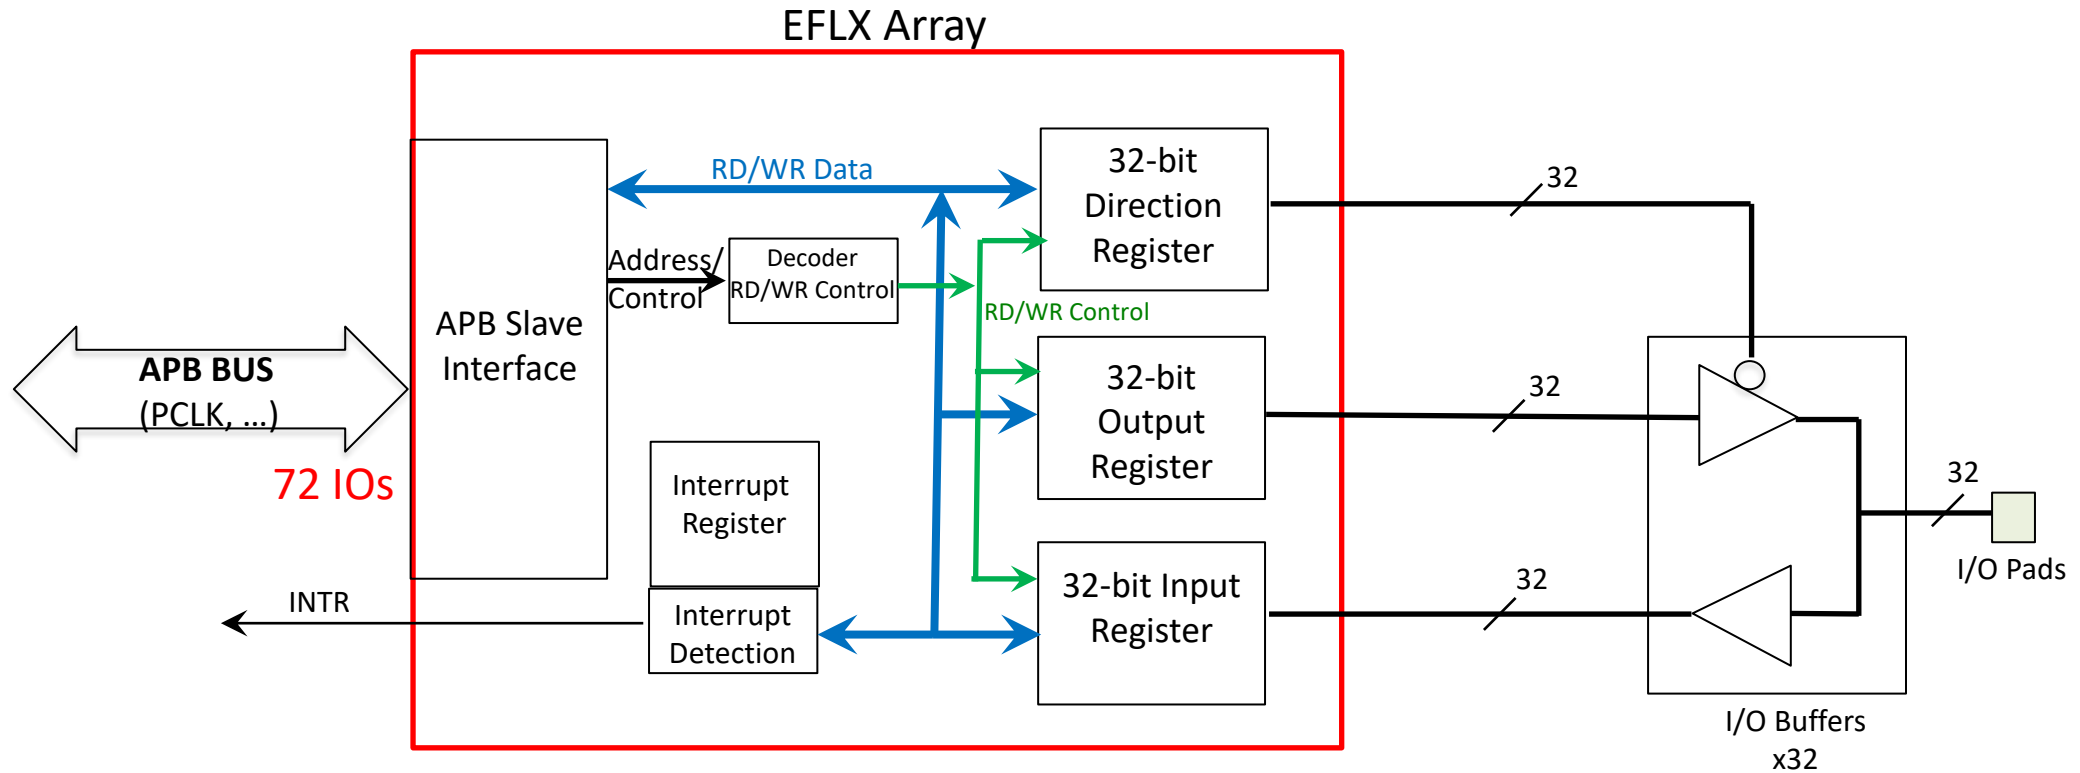 EFLX Array
RD/WR Data
32-bit
Direction
Register
32
Address/
Control
Decoder
RD/WR Control
RD/WR Control
APB Slave
Interface
APB BUS
(PCLK, ...)
72 IOs
32-bit
Output
Register
32
Interrupt
Register
32
I/O Pads
INTR
Interrupt
Detection
32-bit Input
Register
32
I/O Buffers
x32